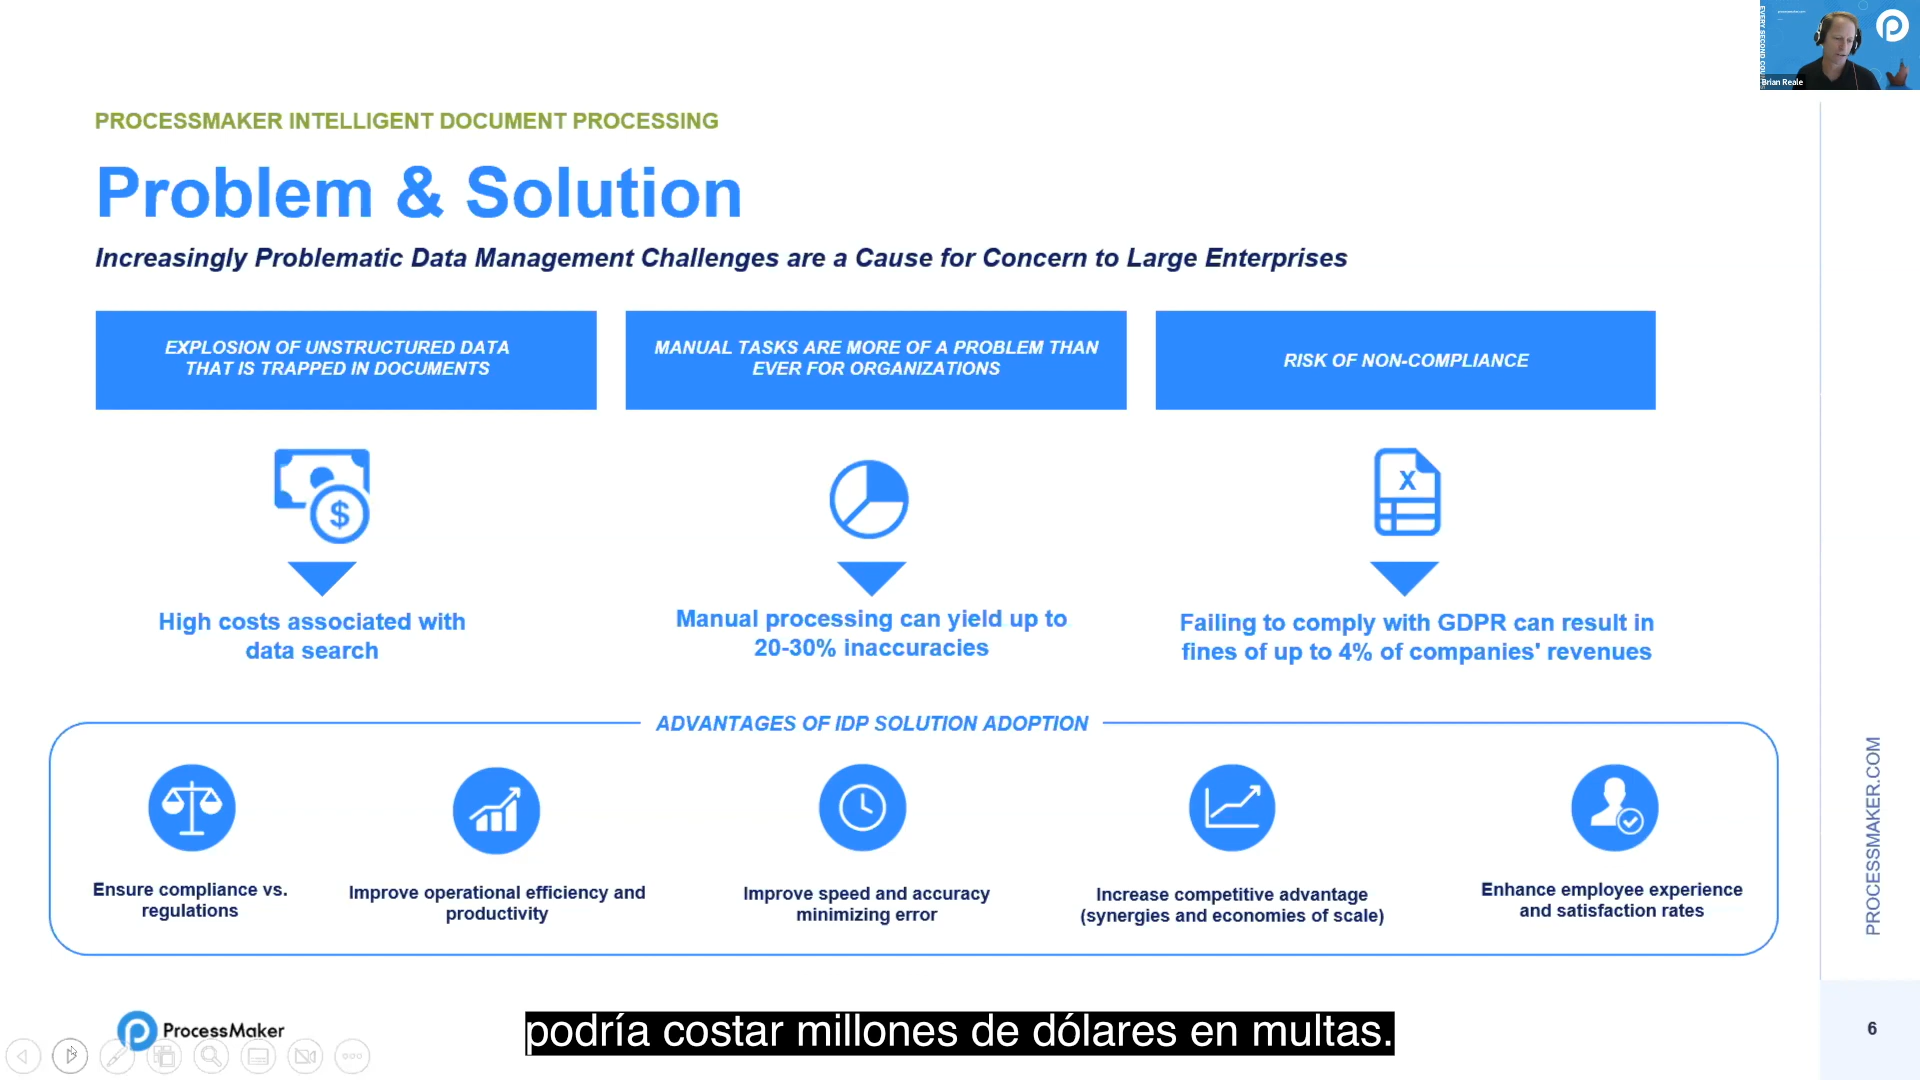 EVERY SECOND COU
Brian Reale
PROCESSMAKER INTELLIGENT DOCUMENT PROCESSING
Problem & Solution
Increasingly Problematic Data Management Challenges are a Cause for Concern to Large Enterprises
EXPLOSION OF UNSTRUCTURED DATA
THAT IS TRAPPED IN DOCUMENTS
MANUAL TASKS ARE MORE OF A PROBLEM THAN
EVER FOR ORGANIZATIONS
RISK OF NON-COMPLIANCE
$
X
High costs associated with
data search
Manual processing can yield up to
20-30% inaccuracies
Failing to comply with GDPR can result in
fines of up to 4% of companies' revenues
ADVANTAGES OF IDP SOLUTION ADOPTION
Ensure compliance vs.
regulations
Improve operational efficiency and
productivity
Improve speed and accuracy
minimizing error
Increase competitive advantage
(synergies and economies of scale)
Enhance employee experience
and satisfaction rates
PROCESSMAKER.COM
ProcessMaker
podría costar millones de dólares en multas.
6